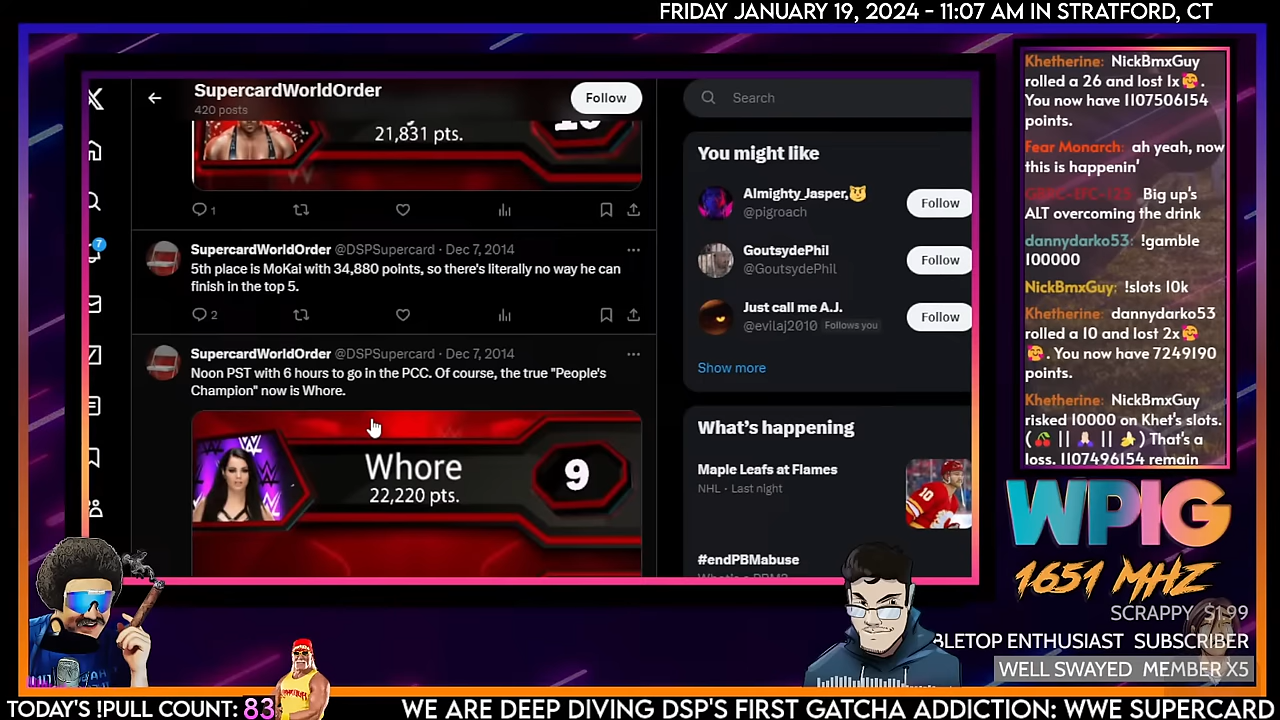 FRIDAY JANUARY 19, 2024 - 11:07 AM IN STRATFORD, CT
SupercardWorldOrder
420 posts
Follow
21,831 pts.
1
SupercardWorldOrder @DSPSupercard · Dec 7, 2014
5th place is MoKai with 34,880 points, so there's literally no way he can
finish in the top 5.
2
SupercardWorldOrder @DSPSupercard · Dec 7, 2014
Noon PST with 6 hours to go in the PCC. Of course, the true "People's
Champion" now is Whore.
Whore
22,220 pts.
9
7
Search
You might like
Almighty_Jasper,
@pigroach
Follow
GoutsydePhil
@GoutsydePhil
Follow
Just call me A.J.
@evilaj2010 Follows you
Follow
Show more
What's happening
Maple Leafs at Flames
NHL · Last night
#endPBMabuse
Khetherine: NickBmxGuy
rolled a 26 and lost 1x
You now have 1107506154
points.
Fear Monarch: ah yeah, now
this is happenin'
Big up's
ALT overcoming the drink
dannydarko53: !gamble
100000
NickBmxGuy: !slots 10k
Khetherine: dannydarko53
rolled a 10 and lost 2x
. You now have 7249190
points.
Khetherine: NickBmxGuy
risked 10000 on Khet's slots.
( || || ) That's a
loss. 1107496154 remain
WPIG
1651 MHZ
SCRAPPY $1.99
BLETOP ENTHUSIAST SUBSCRIBER
WELL SWAYED MEMBER X5
TODAY'S !PULL COUNT: 83
WE ARE DEEP DIVING DSP'S FIRST GATCHA ADDICTION: WWE SUPERCARD